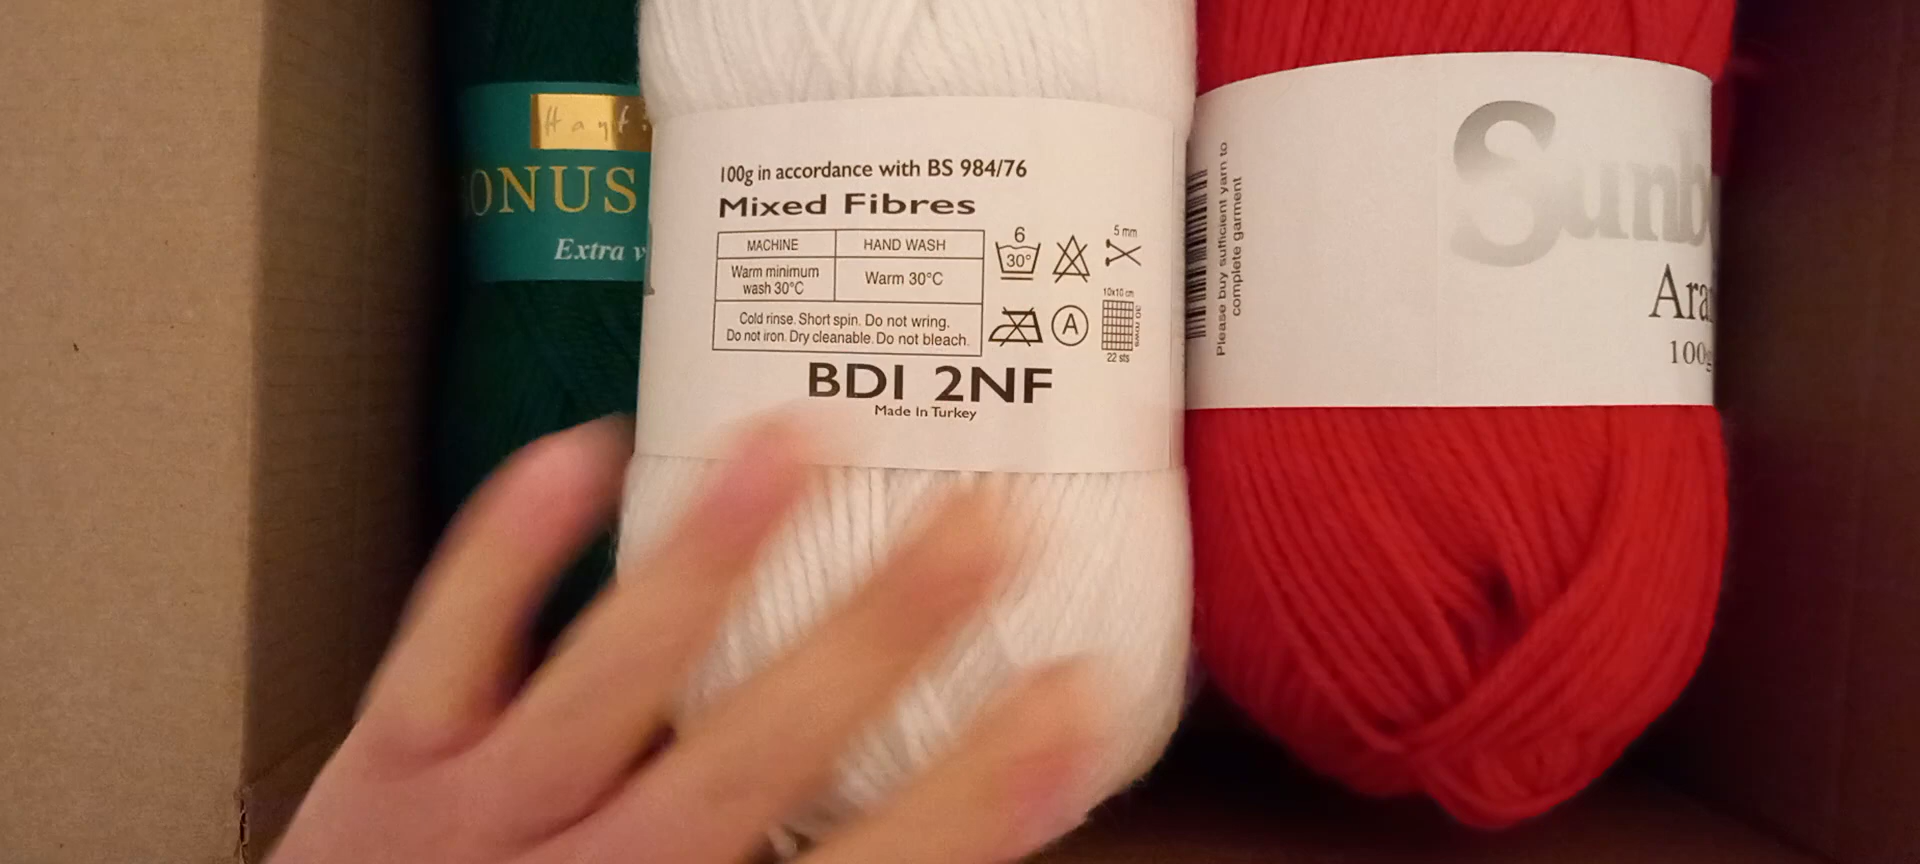 100g in accordance with BS 984/76
Mixed Fibres
MACHINE HAND WASH
Warm minimum
wash 30°C
Warm 30°C
Cold rinse. Short spin. Do not wring.
Do not iron. Dry cleanable. Do not bleach.
6
30°
5 mm
A
10x10 cm
30 rows
22 sts
BDI 2NF
Made In Turkey
Please buy sufficient yarn to
complete garment
ONUS
Extra
100g